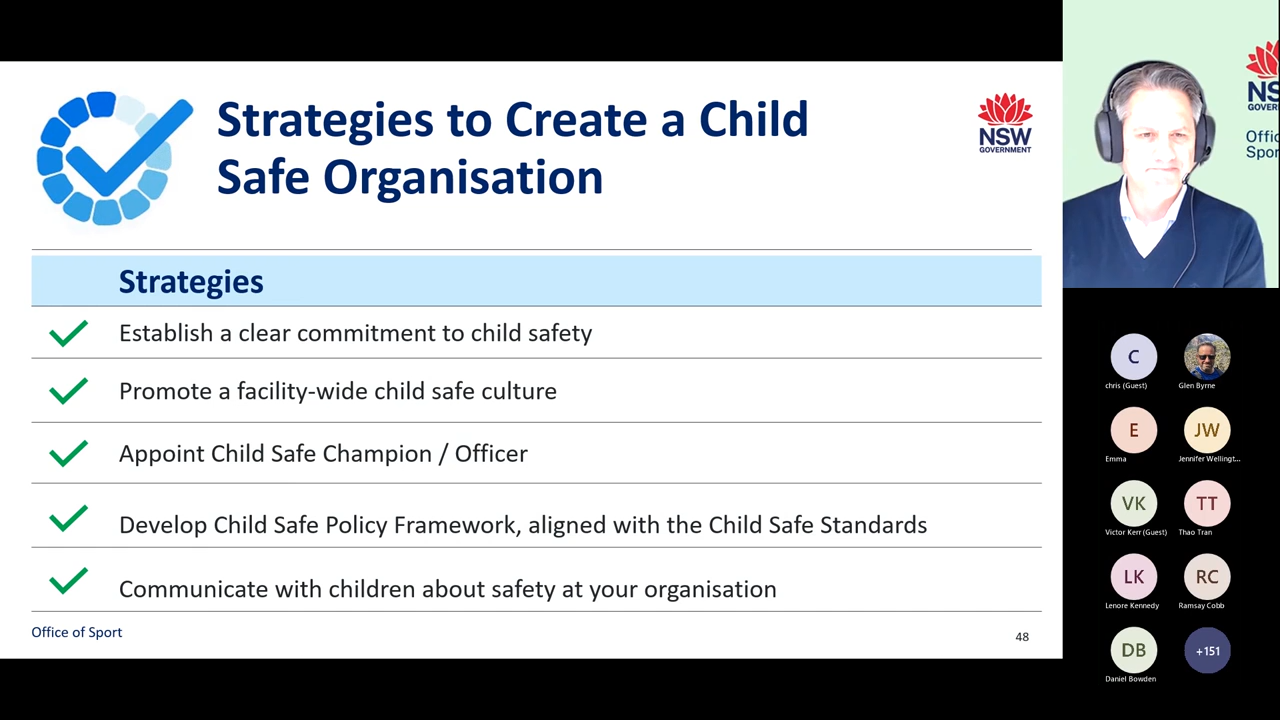 Strategies to Create a Child
Safe Organisation
NSW
GOVERNMENT
Strategies
Establish a clear commitment to child safety
Promote a facility-wide child safe culture
Appoint Child Safe Champion / Officer
Develop Child Safe Policy Framework, aligned with the Child Safe Standards
Communicate with children about safety at your organisation
Office of Sport
48
C
chris (Guest)
Glen Byrne
E
Emma
JW
Jennifer Wellingt...
VK
Victor Kerr (Guest)
TT
Thao Tran
LK
Lenore Kennedy
RC
Ramsay Cobb
DB
Daniel Bowden
+151